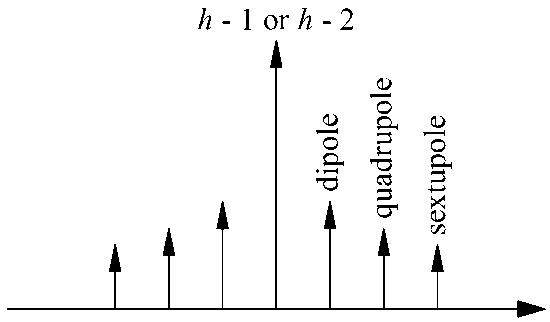 h - 1 or h - 2
dipole
quadrupole
sextupole